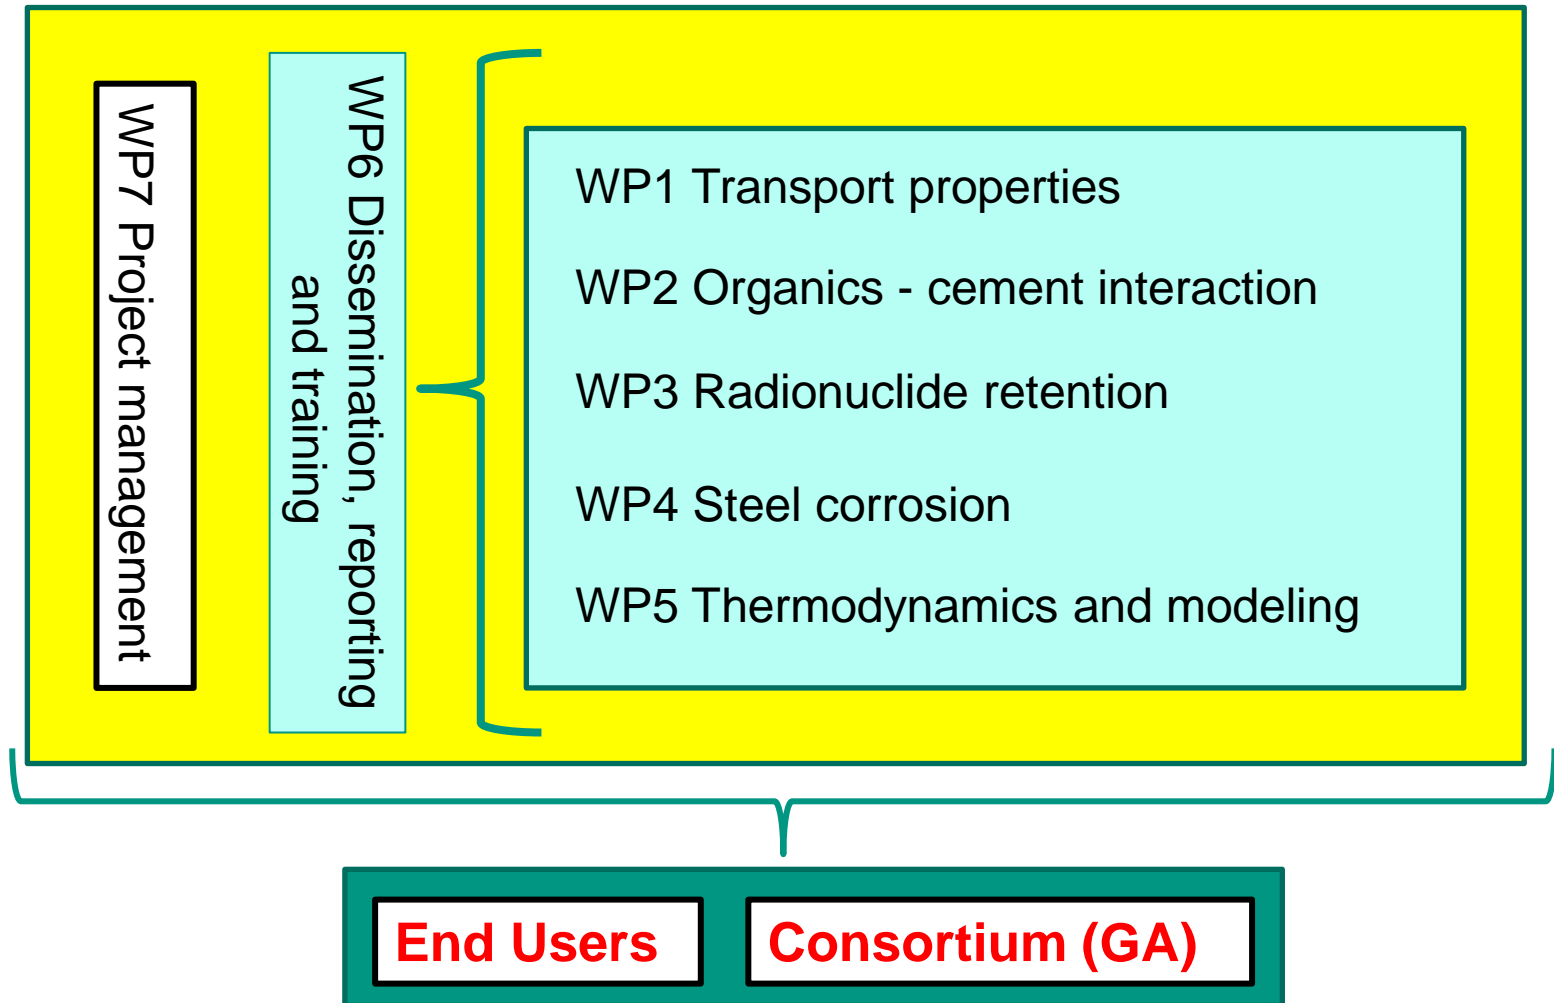 WP7 Project management
WP6 Dissemination, reporting
and training
WP1 Transport properties
WP2 Organics - cement interaction
WP3 Radionuclide retention
WP4 Steel corrosion
WP5 Thermodynamics and modeling
End Users
Consortium (GA)